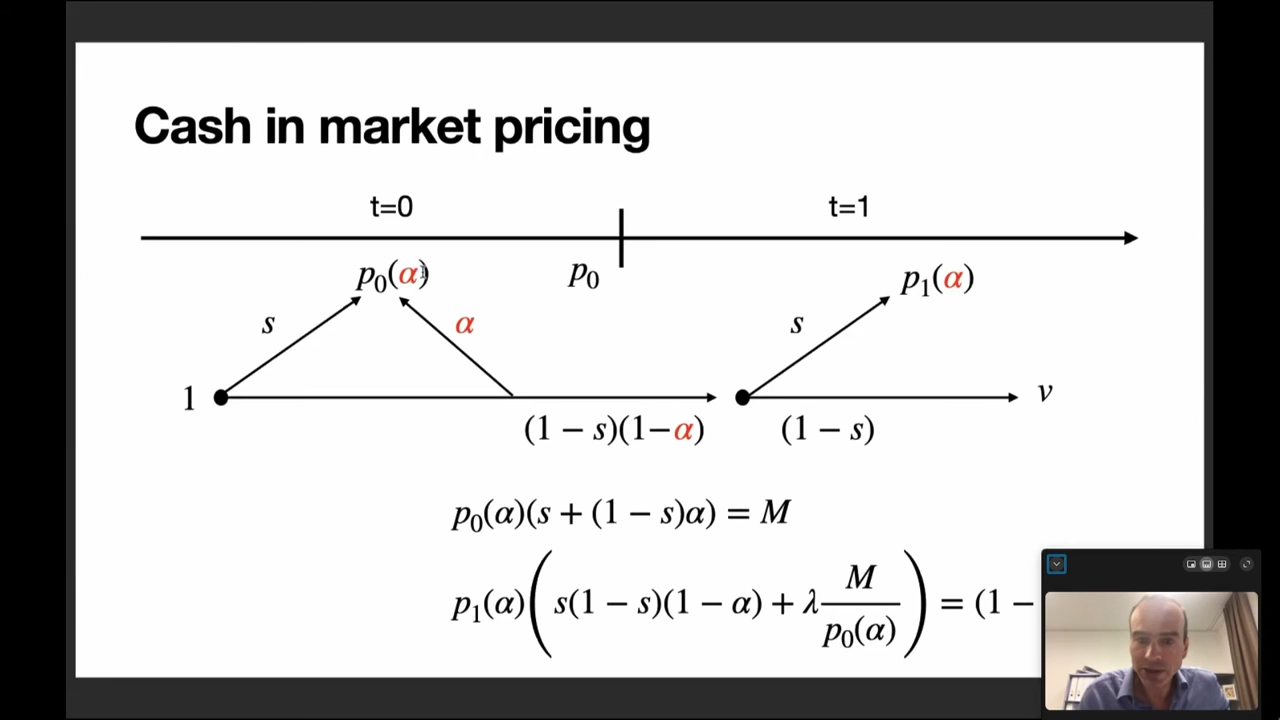 Cash in market pricing
t=0 t=1
p₀(α) p₀ p₁(α)
s α s
1 v
(1 − s)(1−α) (1 − s)
p₀(α)(s + (1 − s)α) = M
p₁(α)(s(1 − s)(1 − α) + λ M/p₀(α)) = (1 −